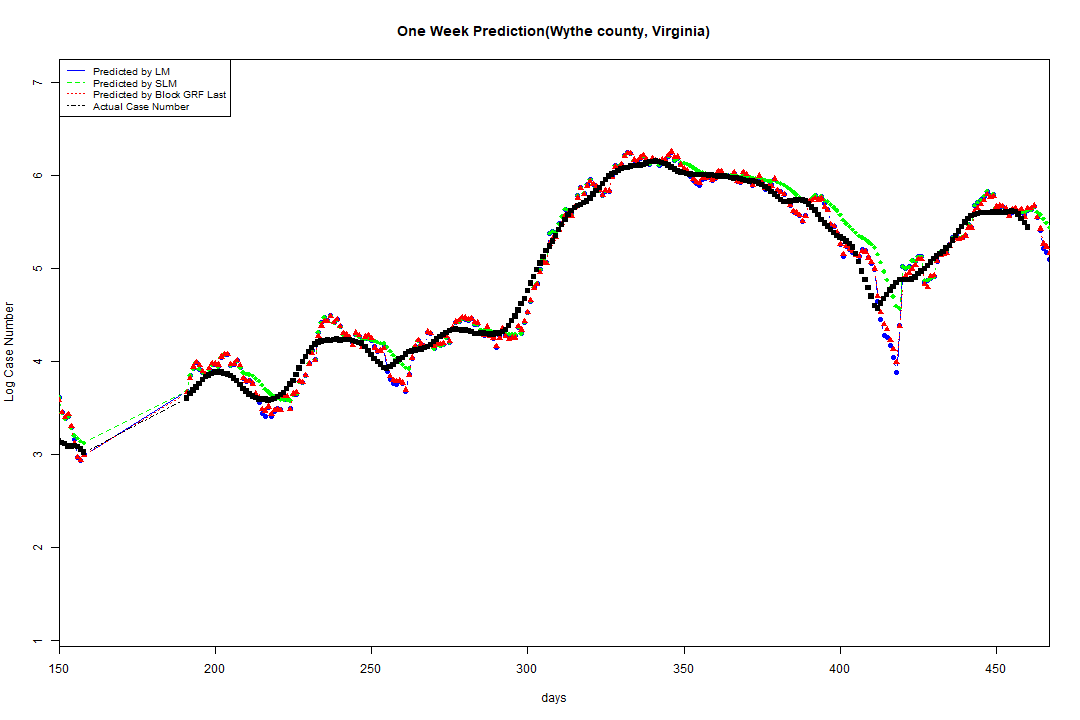 One Week Prediction(Wythe county, Virginia)
Predicted by LM
Predicted by SLM
Predicted by Block GRF Last
Actual Case Number
Log Case Number
7
6
5
4
3
2
1
150 200 250 300 350 400 450
days